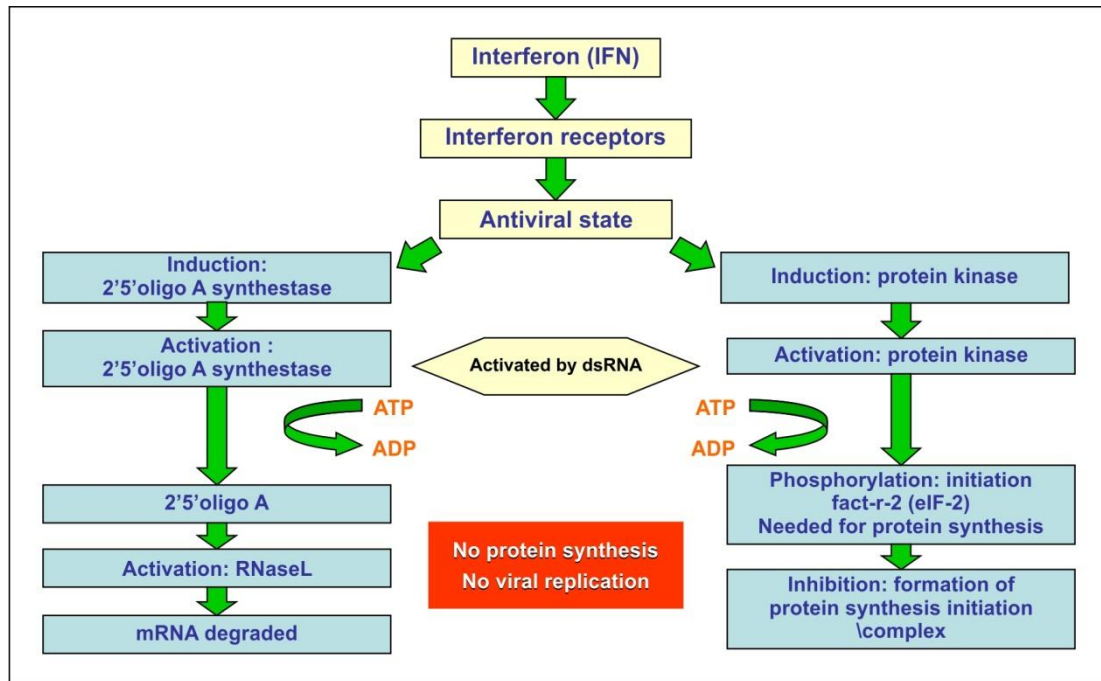 Interferon (IFN)
Interferon receptors
Antiviral state
Induction:
2'5'oligo A synthestase
Activation :
2'5'oligo A synthestase
ATP
ADP
2'5'oligo A
Activation: RNaseL
mRNA degraded
Activated by dsRNA
No protein synthesis
No viral replication
Induction: protein kinase
Activation: protein kinase
ATP
ADP
Phosphorylation: initiation
fact-r-2 (eIF-2)
Needed for protein synthesis
Inhibition: formation of
protein synthesis initiation
\complex